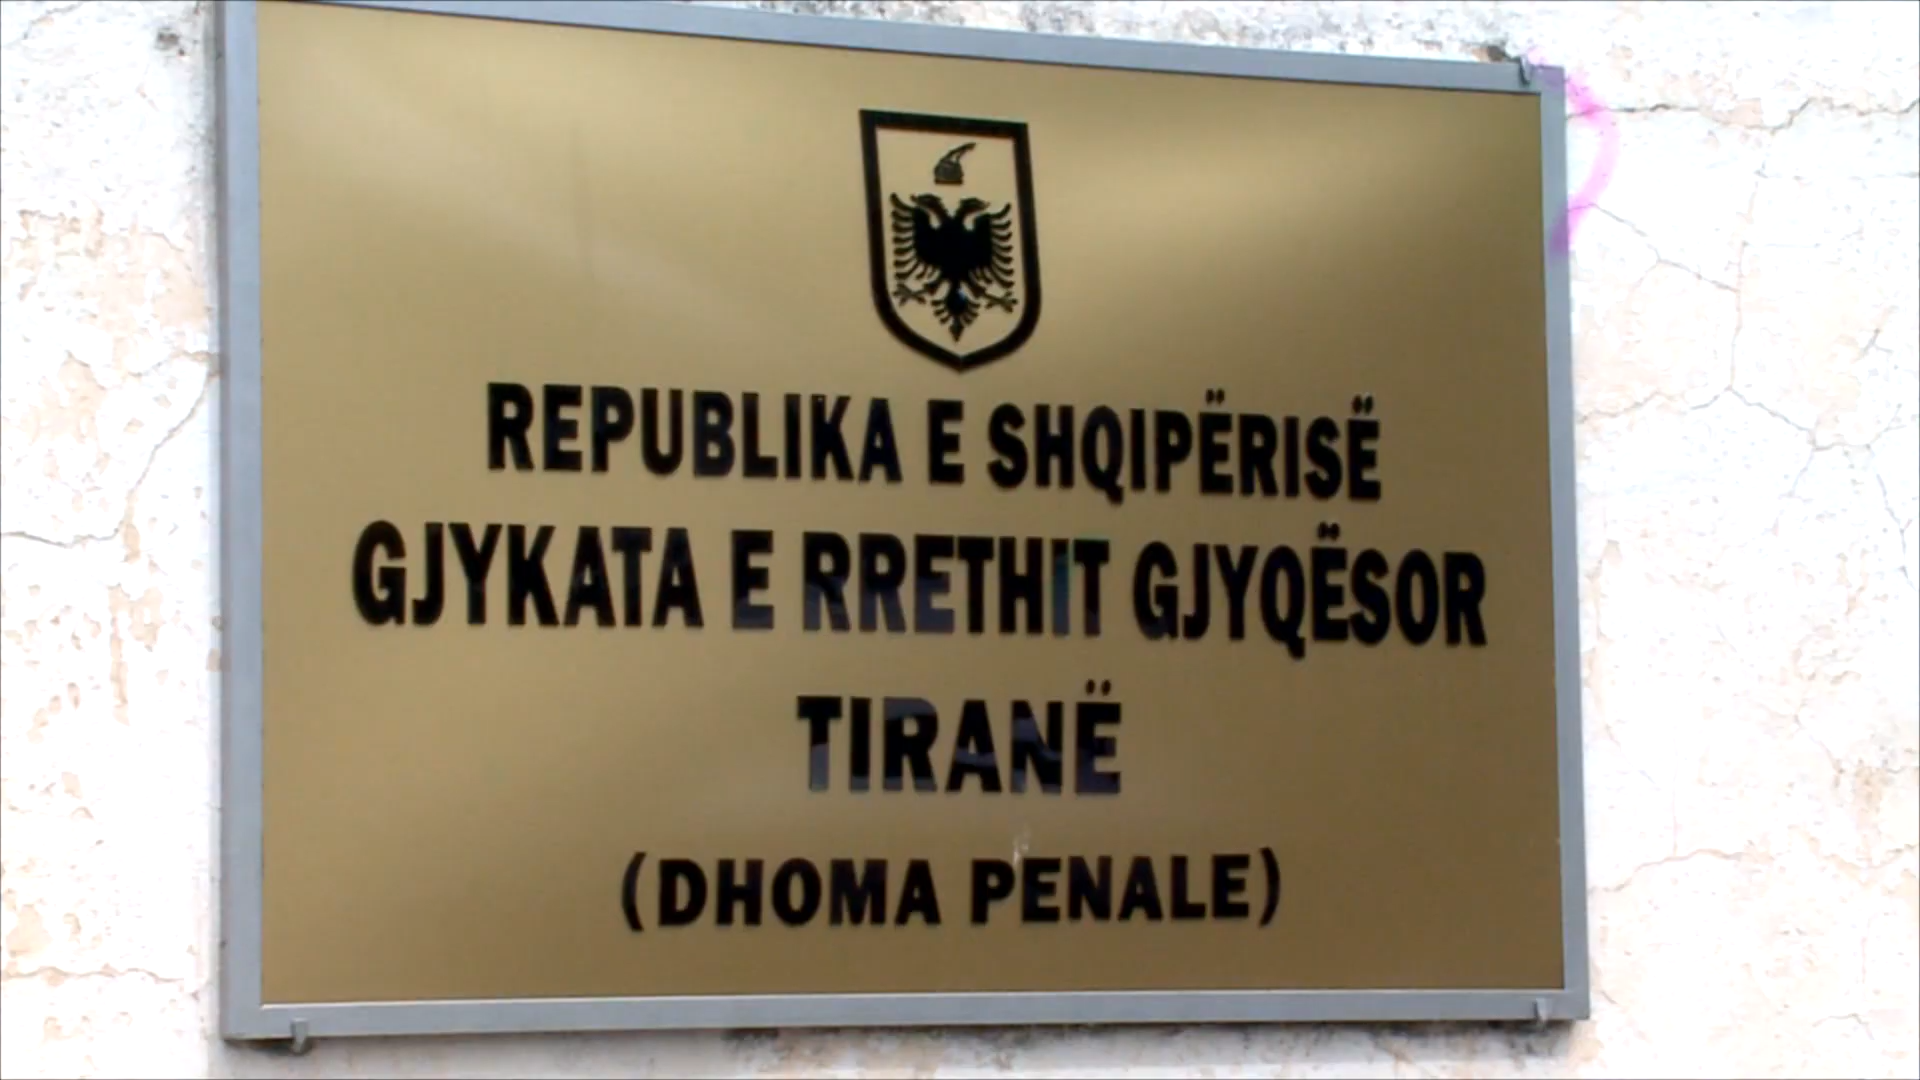 REPUBLIKA E SHQIPËRISË
GJYKATA E RRETHIT GJYQËSOR
TIRANË
(DHOMA PENALE)